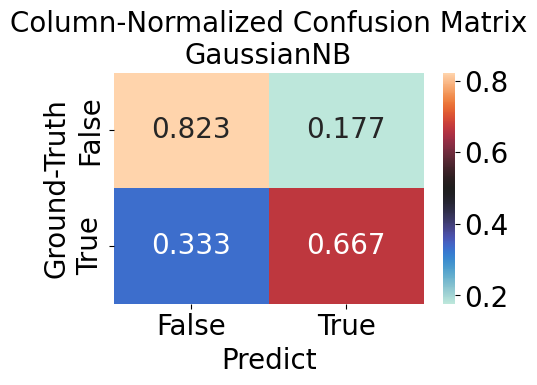 Column-Normalized Confusion Matrix
GaussianNB
Ground-Truth
False
0.823
0.177
True
0.333
0.667
False
True
Predict
0.8
0.6
0.4
0.2